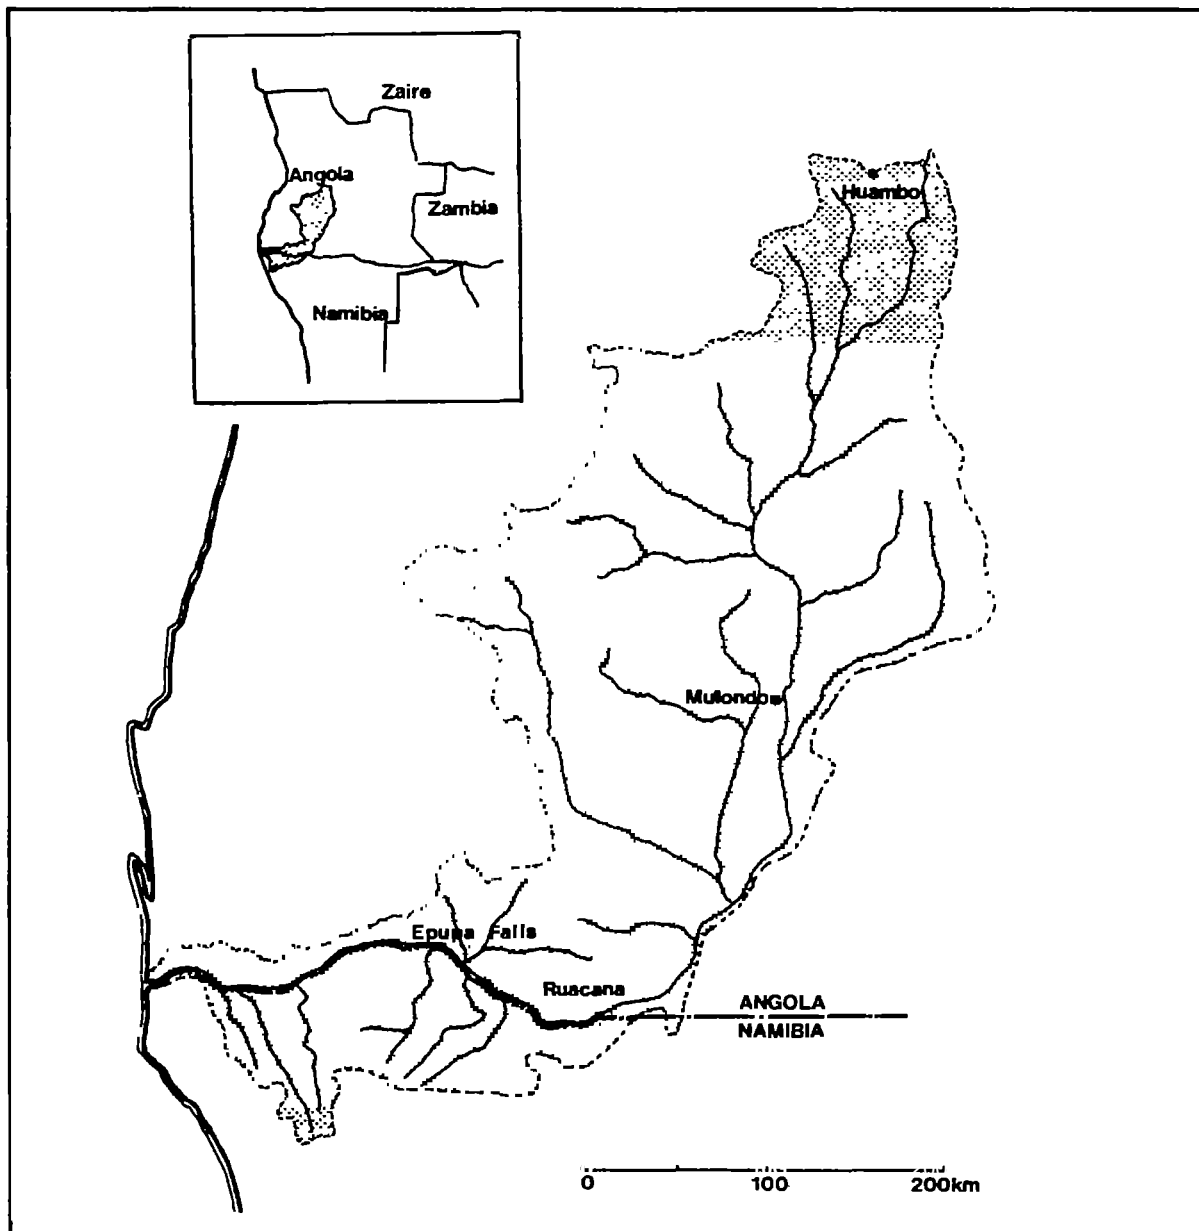 Zaire
Angola
Zambia
Namibia
Huambo
Mulondo
Epupa Falls
Ruacana
ANGOLA
NAMIBIA
0 100 200km